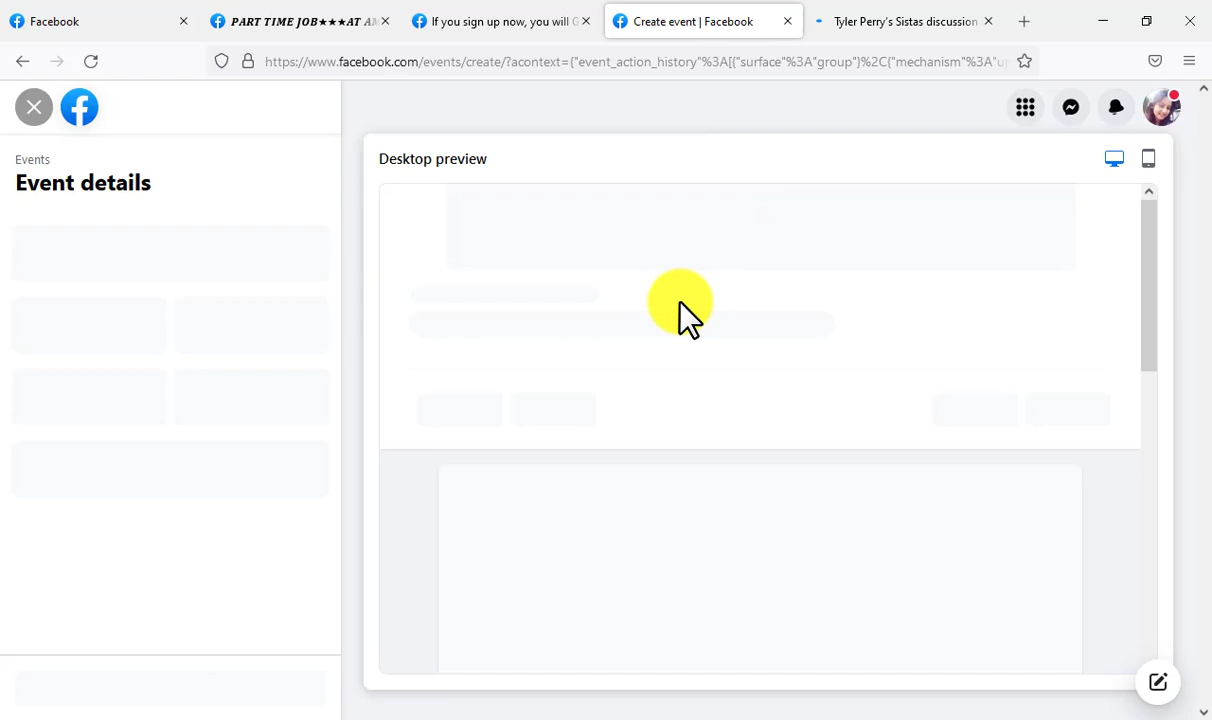 Facebook
PART TIME JOB★★★AT AM
If you sign up now, you will G
Create event | Facebook
Tyler Perry's Sistas discussion
https://www.facebook.com/events/create/?acontext={"event_action_history"%3A[{"surface"%3A"group"}%2C{"mechanism"%3A"u
Events
Event details
Desktop preview